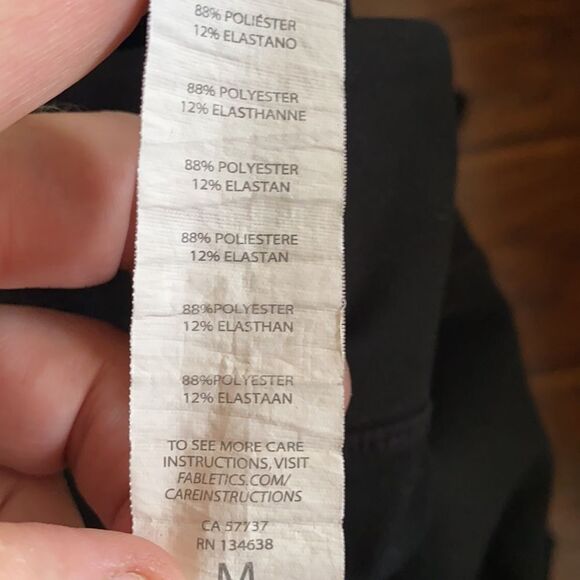 88% POLIÉSTER
12% ELASTANO
88% POLYESTER
12% ELASTHANNE
88% POLYESTER
12% ELASTAN
88% POLIESTERE
12% ELASTAN
88%POLYESTER
12% ELASTHAN
88%POLYESTER
12% ELASTAAN
TO SEE MORE CARE
INSTRUCTIONS, VISIT
FABLETICS.COM/
CAREINSTRUCTIONS
CA 57737
RN 134638
M